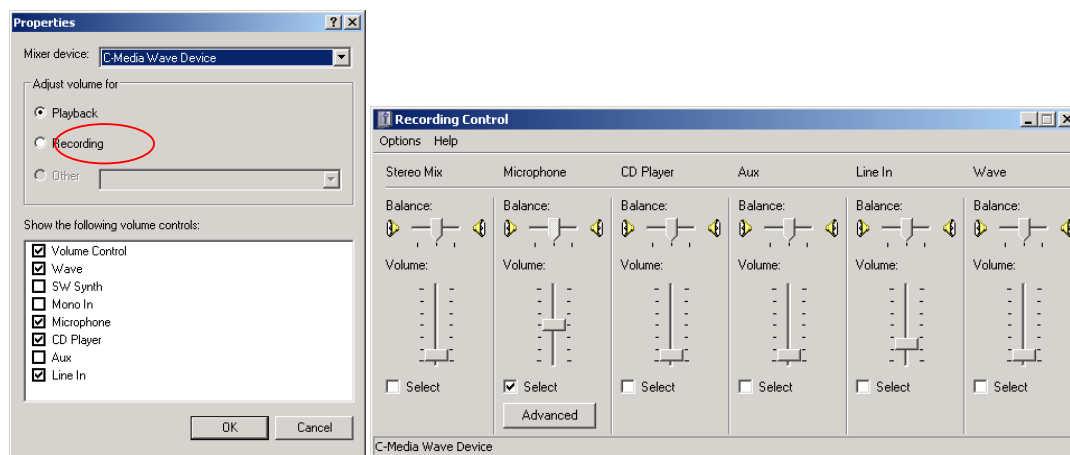 Properties
Mixer device: C-Media Wave Device
Adjust volume for
Playback
Recording
Other
Show the following volume controls:
Volume Control
Wave
SW Synth
Mono In
Microphone
CD Player
Aux
Line In
OK Cancel
Recording Control
Options Help
Stereo Mix Microphone CD Player Aux Line In Wave
Balance: Balance: Balance: Balance: Balance: Balance:
Volume: Volume: Volume: Volume: Volume: Volume:
Select Select Select Select Select Select
Advanced
C-Media Wave Device